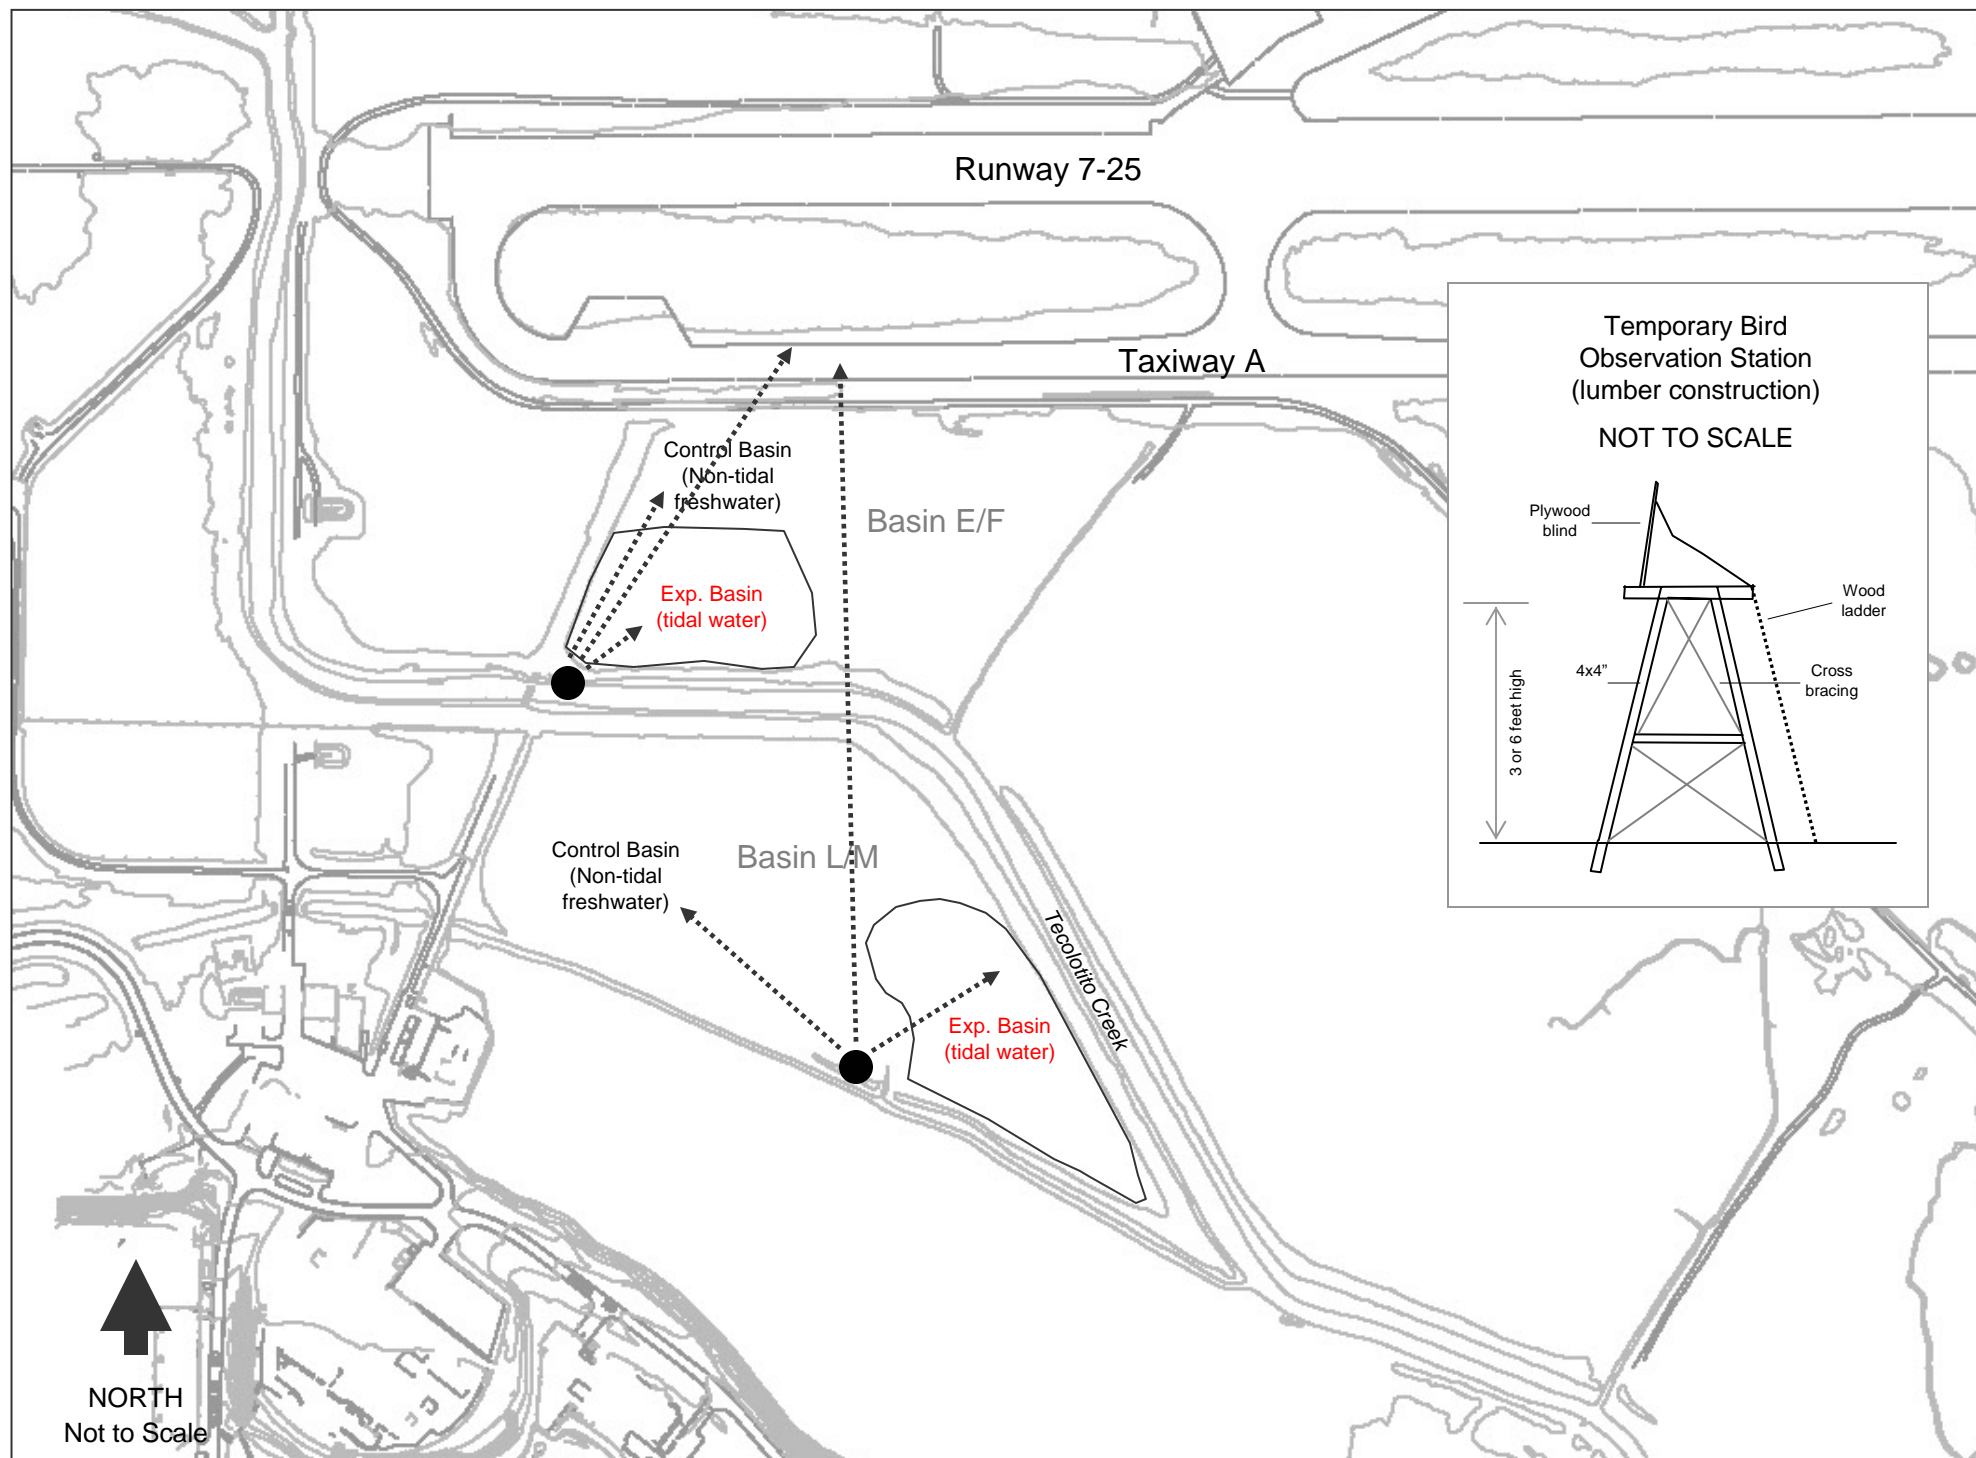 Runway 7-25
Taxiway A
Control Basin
(Non-tidal
freshwater)
Basin E/F
Exp. Basin
(tidal water)
Control Basin
(Non-tidal
freshwater)
Basin L/M
Exp. Basin
(tidal water)
Tecolotito Creek
NORTH
Not to Scale
Temporary Bird
Observation Station
(lumber construction)
NOT TO SCALE
Plywood
blind
Wood
ladder
4x4"
Cross
bracing
3 or 6 feet high